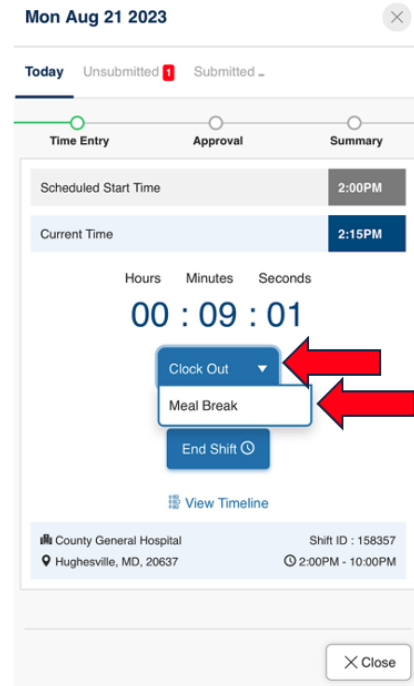 Mon Aug 21 2023
Today Unsubmitted 1 Submitted
Time Entry Approval Summary
Scheduled Start Time 2:00PM
Current Time 2:15PM
Hours Minutes Seconds
00 : 09 : 01
Clock Out
Meal Break
End Shift
View Timeline
County General Hospital Shift ID : 158357
Hughesville, MD, 20637 2:00PM - 10:00PM
Close